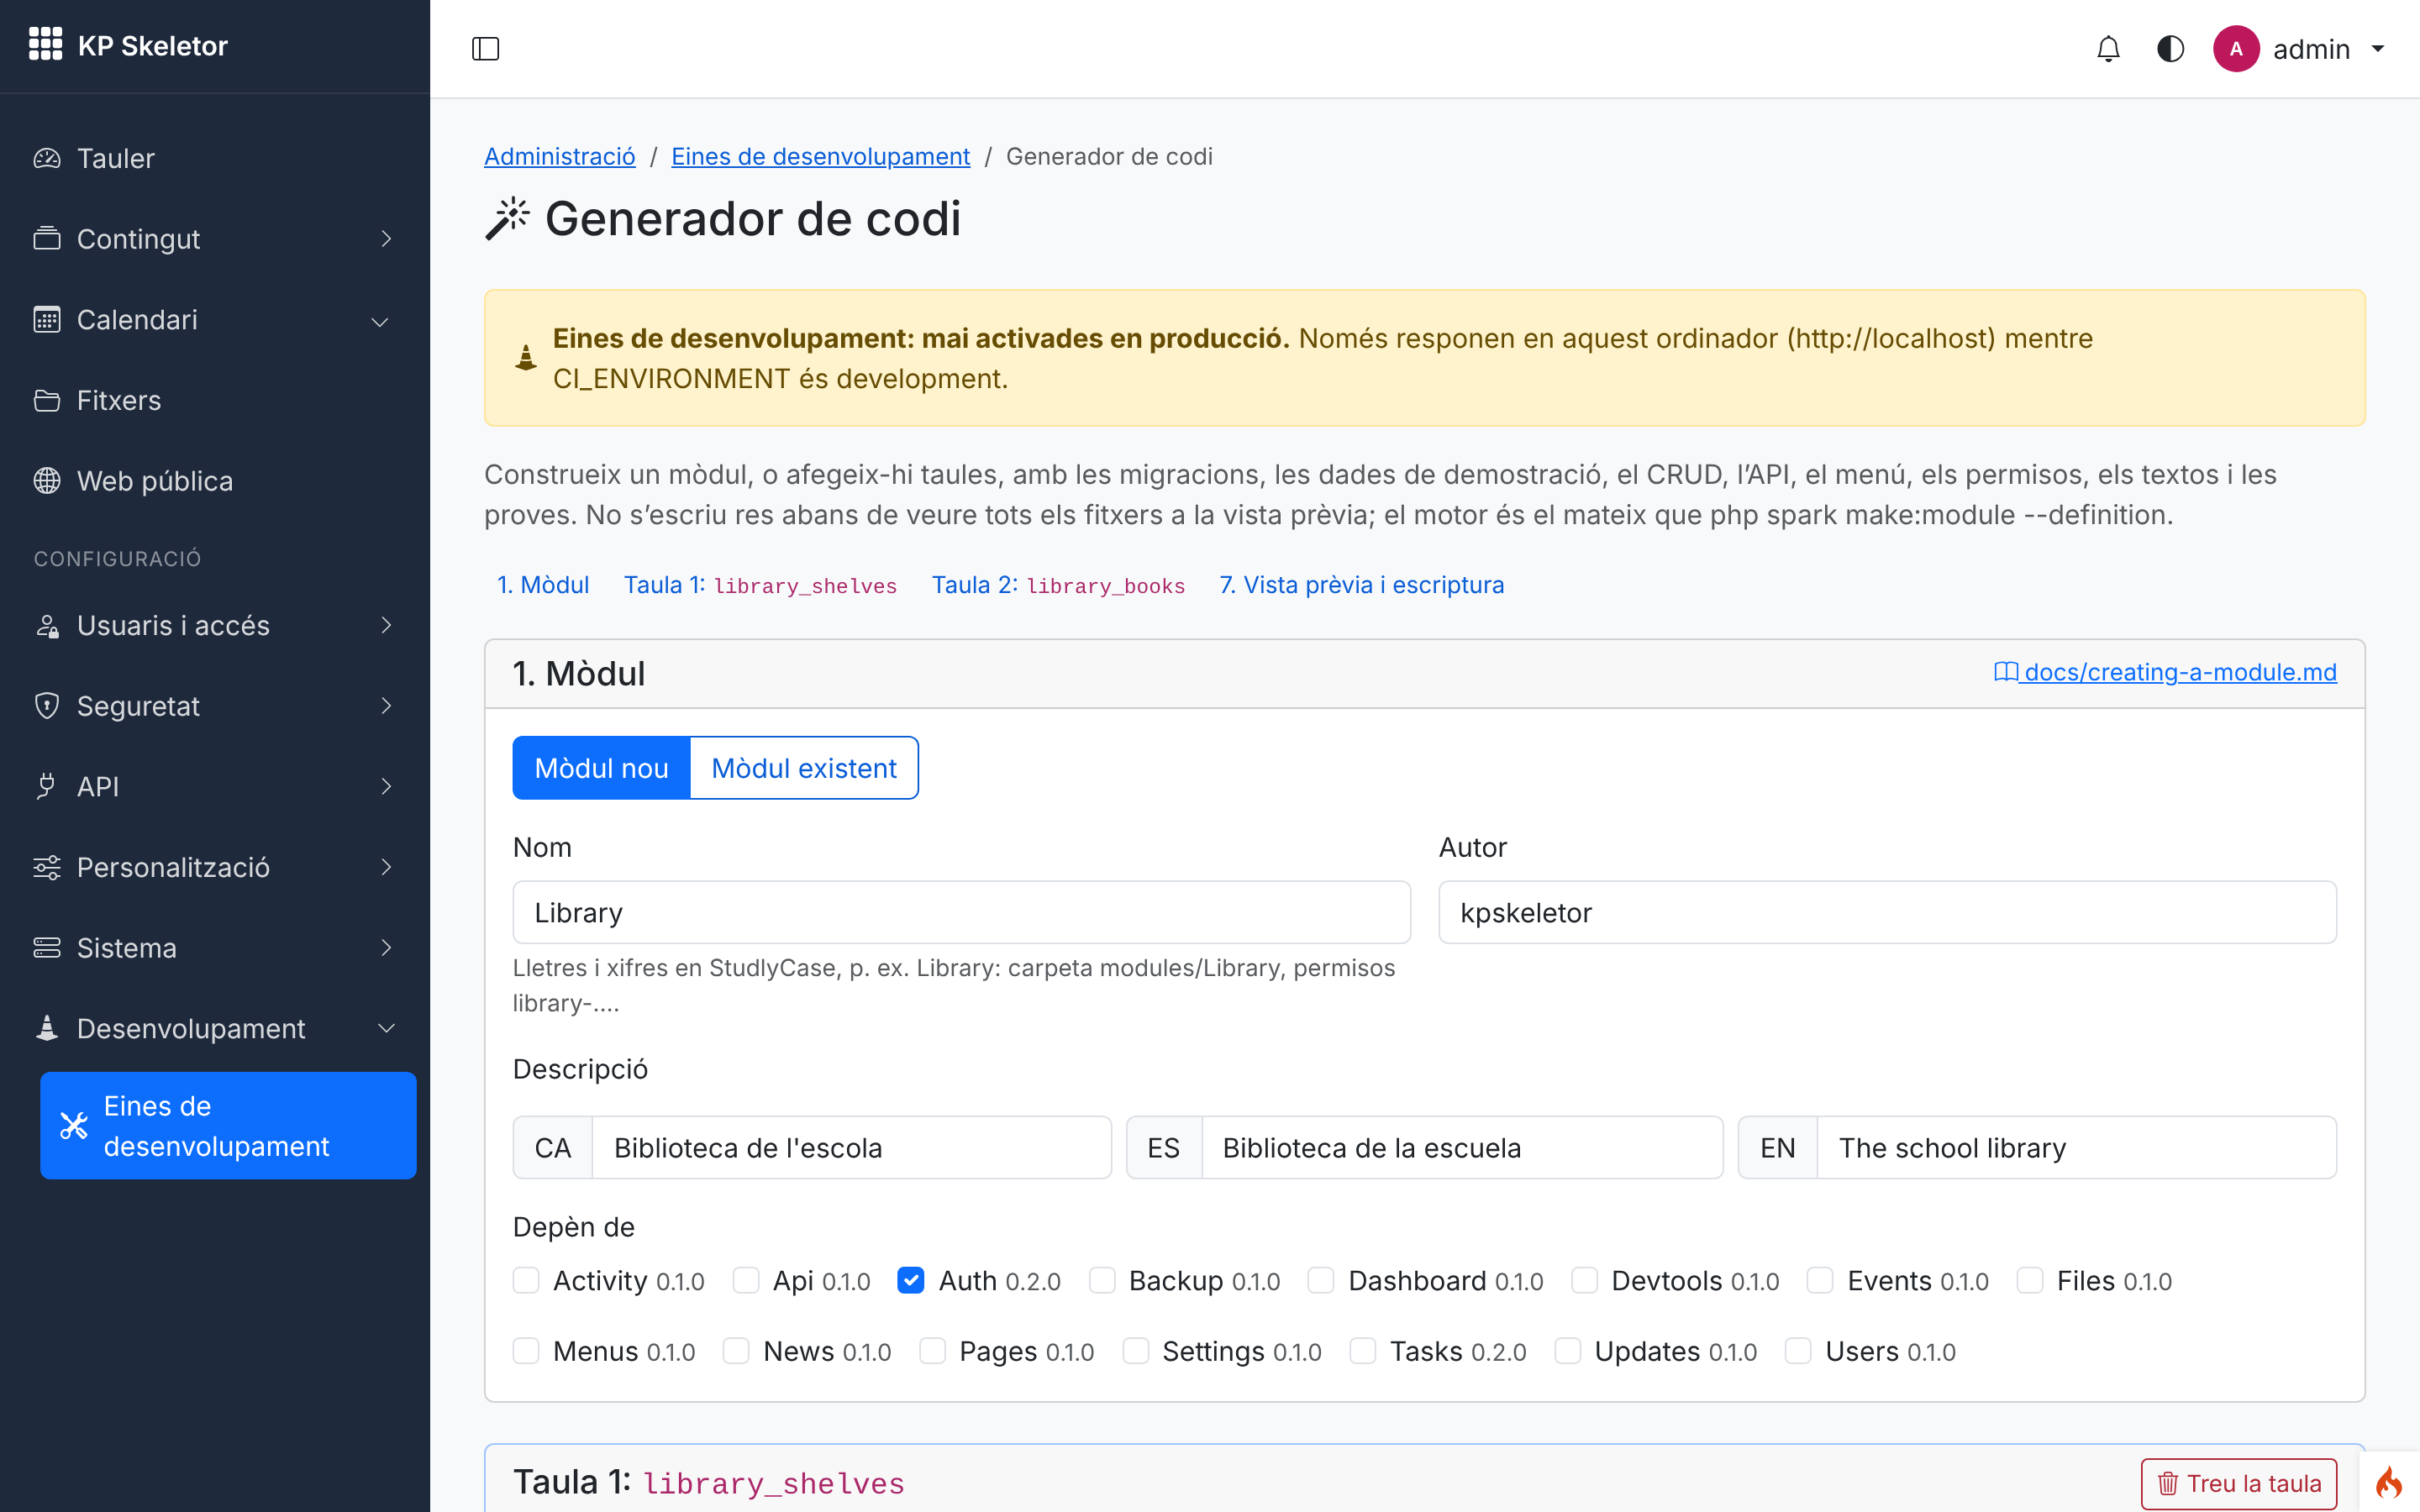 KP Skeletor
admin
A
Tauler
Contingut
Calendari
Fitxers
Web pública
CONFIGURACIÓ
Usuaris i accés
Seguretat
API
Personalització
Sistema
Desenvolupament
Eines de
desenvolupament
Administració / Eines de desenvolupament / Generador de codi
Generador de codi
Eines de desenvolupament: mai activades en producció. Només responen en aquest ordinador (http://localhost) mentre
CI_ENVIRONMENT és development.
Construeix un mòdul, o afegeix-hi taules, amb les migracions, les dades de demostració, el CRUD, l’API, el menú, els permisos, els textos i les
proves. No s’escriu res abans de veure tots els fitxers a la vista prèvia; el motor és el mateix que php spark make:module --definition.
1. Mòdul Taula 1: library_shelves Taula 2: library_books 7. Vista prèvia i escriptura
1. Mòdul docs/creating-a-module.md
Mòdul nou Mòdul existent
Nom Autor
Library kpskeletor
Lletres i xifres en StudlyCase, p. ex. Library: carpeta modules/Library, permisos
library-....
Descripció
CA Biblioteca de l'escola ES Biblioteca de la escuela EN The school library
Depèn de
Activity 0.1.0 Api 0.1.0 Auth 0.2.0 Backup 0.1.0 Dashboard 0.1.0 Devtools 0.1.0 Events 0.1.0 Files 0.1.0
Menus 0.1.0 News 0.1.0 Pages 0.1.0 Settings 0.1.0 Tasks 0.2.0 Updates 0.1.0 Users 0.1.0
Taula 1: library_shelves Treu la taula